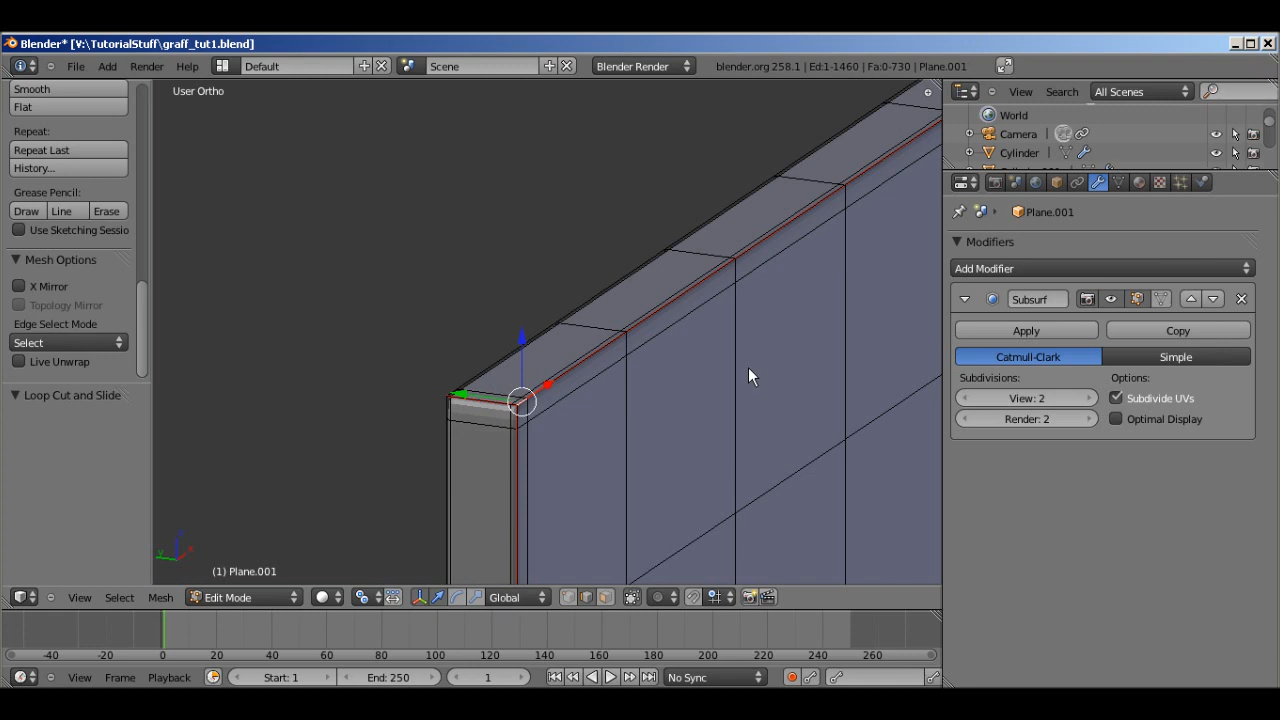 Blender* [V:\TutorialStuff\graff_tut1.blend]
File Add Render Help Default Scene Blender Render blender.org 258.1 | Ed:1-1460 | Fa:0-730 | Plane.001
Smooth
Flat
Repeat:
Repeat Last
History...
Grease Pencil:
Draw Line Erase
Use Sketching Sessio
Mesh Options
X Mirror
Topology Mirror
Edge Select Mode
Select
Live Unwrap
Loop Cut and Slide
User Ortho
z
y x
(1) Plane.001
View Search All Scenes
World
Camera
Cylinder
Plane.001
Modifiers
Add Modifier
Subsurf
Apply Copy
Catmull-Clark Simple
Subdivisions: Options:
View: 2 Subdivide UVs
Render: 2 Optimal Display
View Select Mesh Edit Mode Global
-40 -20 0 20 40 60 80 100 120 140 160 180 200 220 240 260
View Frame Playback Start: 1 End: 250 1 No Sync